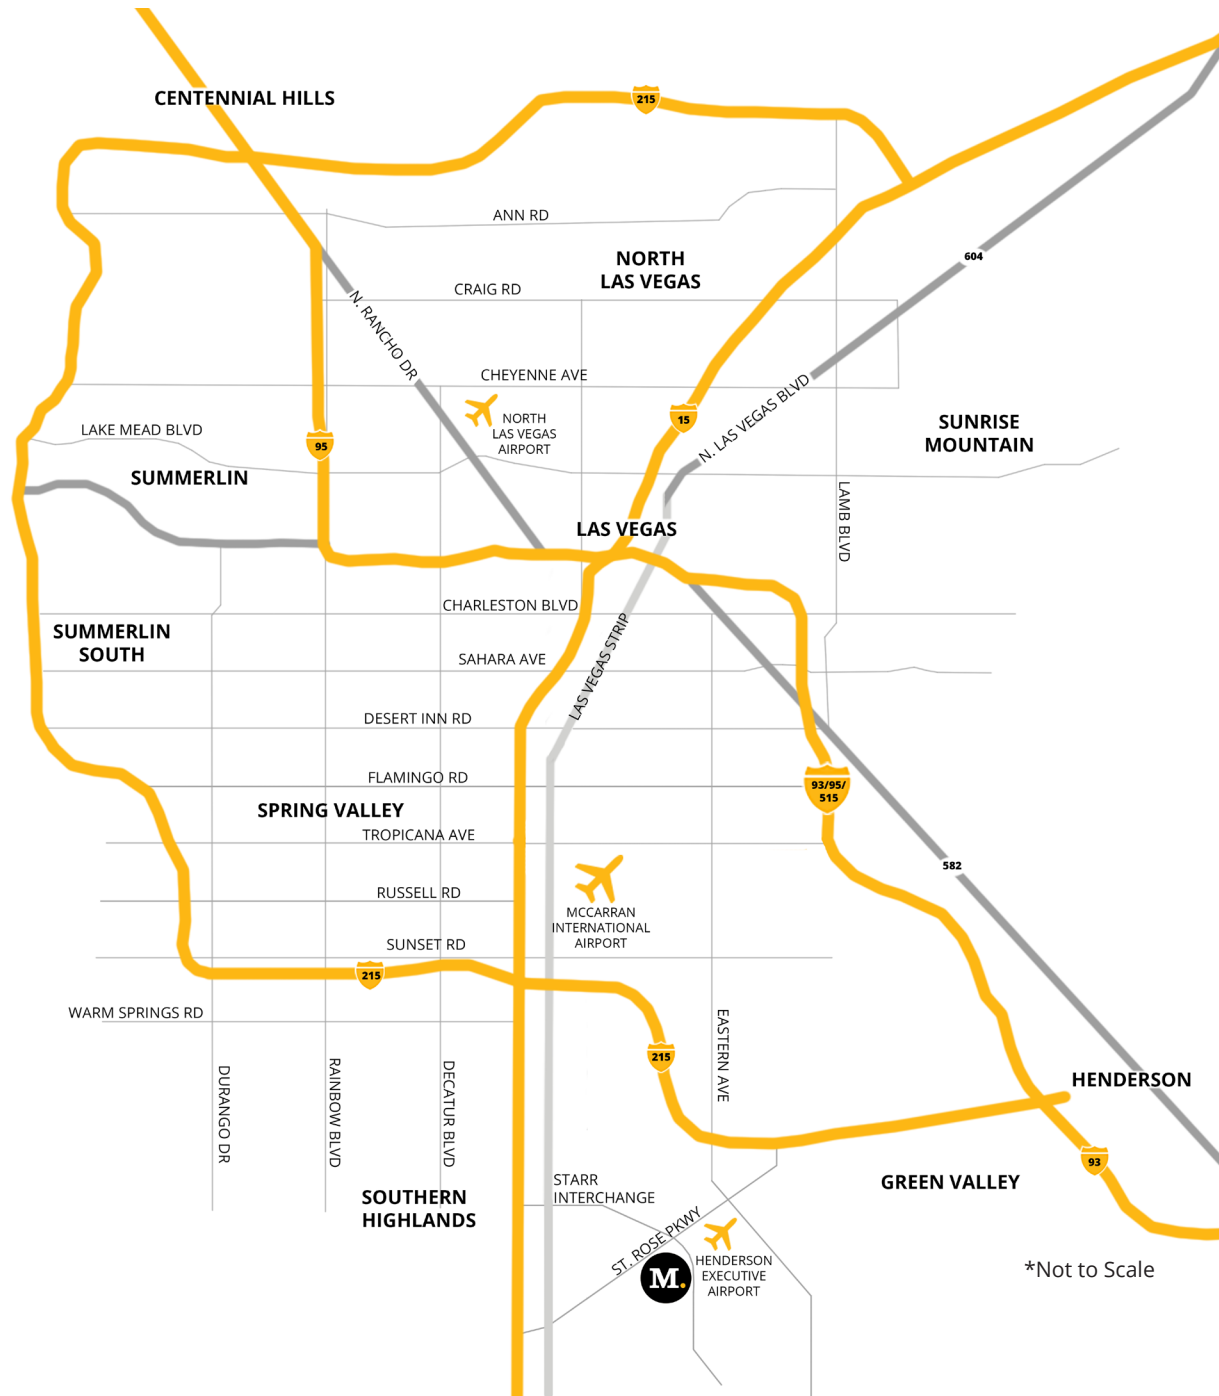 CENTENNIAL HILLS
215
ANN RD
NORTH
LAS VEGAS
604
CRAIG RD
N. RANCHO DR
CHEYENNE AVE
N. LAS VEGAS BLVD
NORTH
LAS VEGAS
AIRPORT
15
SUNRISE
MOUNTAIN
LAKE MEAD BLVD
95
SUMMERLIN
LAMB BLVD
LAS VEGAS
CHARLESTON BLVD
SUMMERLIN
SOUTH
LAS VEGAS STRIP
SAHARA AVE
DESERT INN RD
FLAMINGO RD
93/95/
515
SPRING VALLEY
TROPICANA AVE
582
RUSSELL RD
MCCARRAN
INTERNATIONAL
AIRPORT
SUNSET RD
215
WARM SPRINGS RD
EASTERN AVE
215
DURANGO DR
RAINBOW BLVD
DECATUR BLVD
HENDERSON
93
STARR
INTERCHANGE
GREEN VALLEY
SOUTHERN
HIGHLANDS
ST. ROSE PKWY
HENDERSON
EXECUTIVE
AIRPORT
M.
*Not to Scale